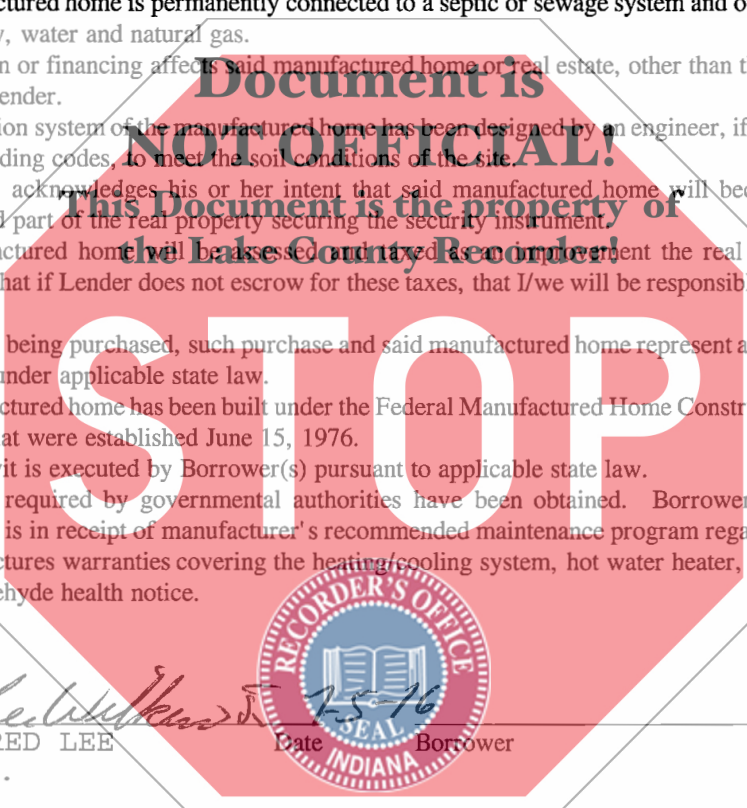 ctured home is permanently connected to a septic or sewage system and o
, water and natural gas.
n or financing affects said manufactured home or real estate, other than t
ender.
Document is
ion system of the manufactured home has been designed by an engineer, if
NOT OFFICIAL!
ding codes, to meet the soil conditions of the site.
acknowledges his or her intent that said manufactured home will bec
This Document is the property of
d part of the real property securing the security instrument.
the Lake County Recorder!
ctured home will be assessed and taxed as an improvement the real
hat if Lender does not escrow for these taxes, that I/we will be responsib
STOP
being purchased, such purchase and said manufactured home represent a
under applicable state law.
ctured home has been built under the Federal Manufactured Home Constr
at were established June 15, 1976.
vit is executed by Borrower(s) pursuant to applicable state law.
required by governmental authorities have been obtained. Borrower
is in receipt of manufacturer's recommended maintenance program rega
ctures warranties covering the heating/cooling system, hot water heater,
ehyde health notice.
RECORDER'S OFFICE
SEAL
INDIANA
Lee 1-5-16
RED LEE Date Borrower